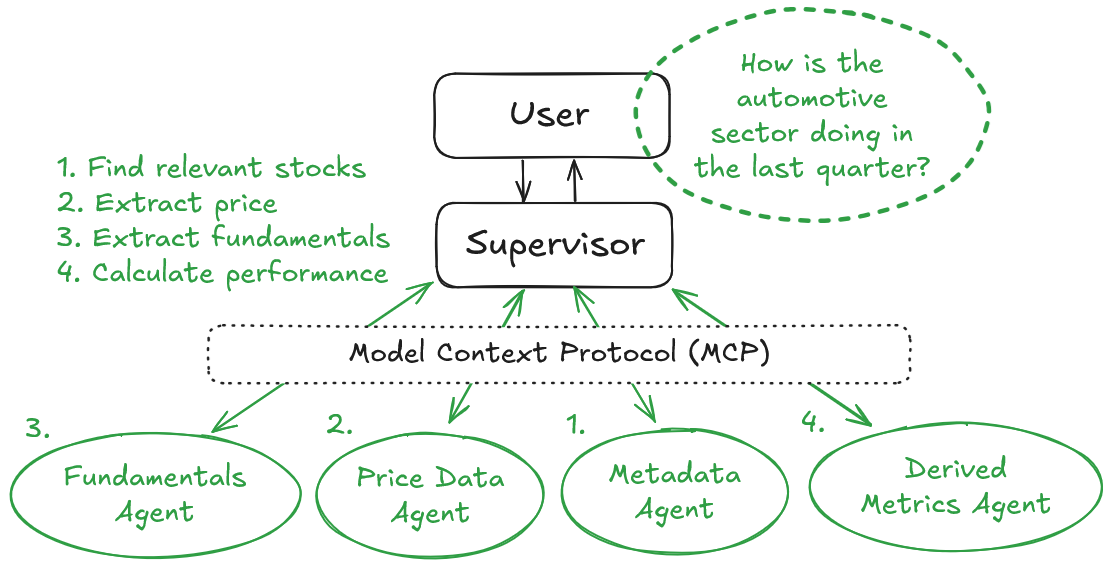 User
How is the
automotive
sector doing in
the last quarter?
1. Find relevant stocks
2. Extract price
3. Extract fundamentals
4. Calculate performance
Supervisor
Model Context Protocol (MCP)
3.
Fundamentals
Agent
2.
Price Data
Agent
1.
Metadata
Agent
4.
Derived
Metrics Agent